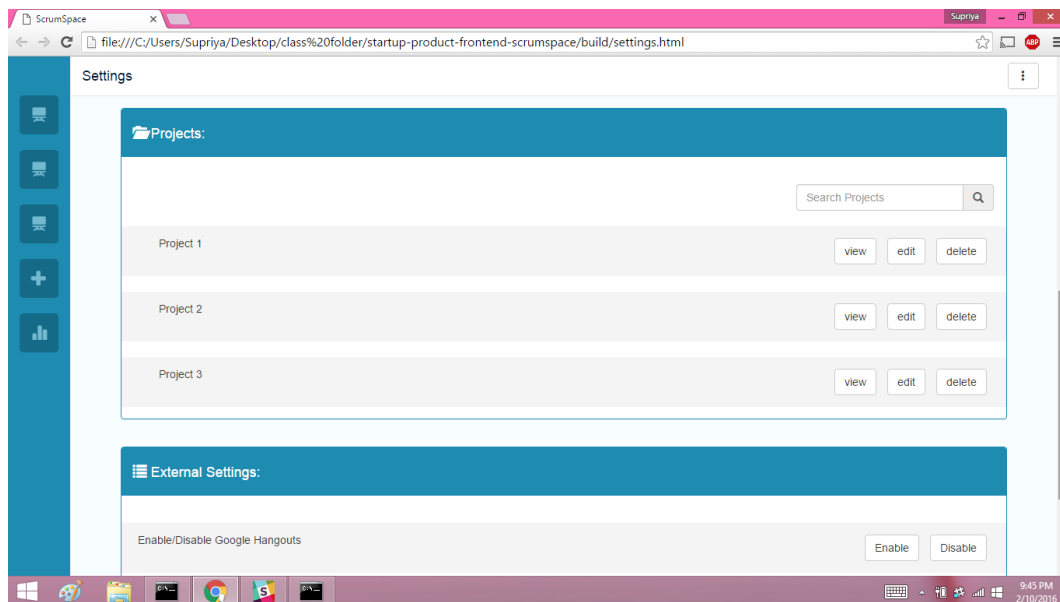 ScrumSpace
Supriya
file:///C:/Users/Supriya/Desktop/class%20folder/startup-product-frontend-scrumspace/build/settings.html
ABP
Settings
Projects:
Search Projects
Project 1 view edit delete
Project 2 view edit delete
Project 3 view edit delete
External Settings:
Enable/Disable Google Hangouts Enable Disable
9:45 PM
2/10/2016